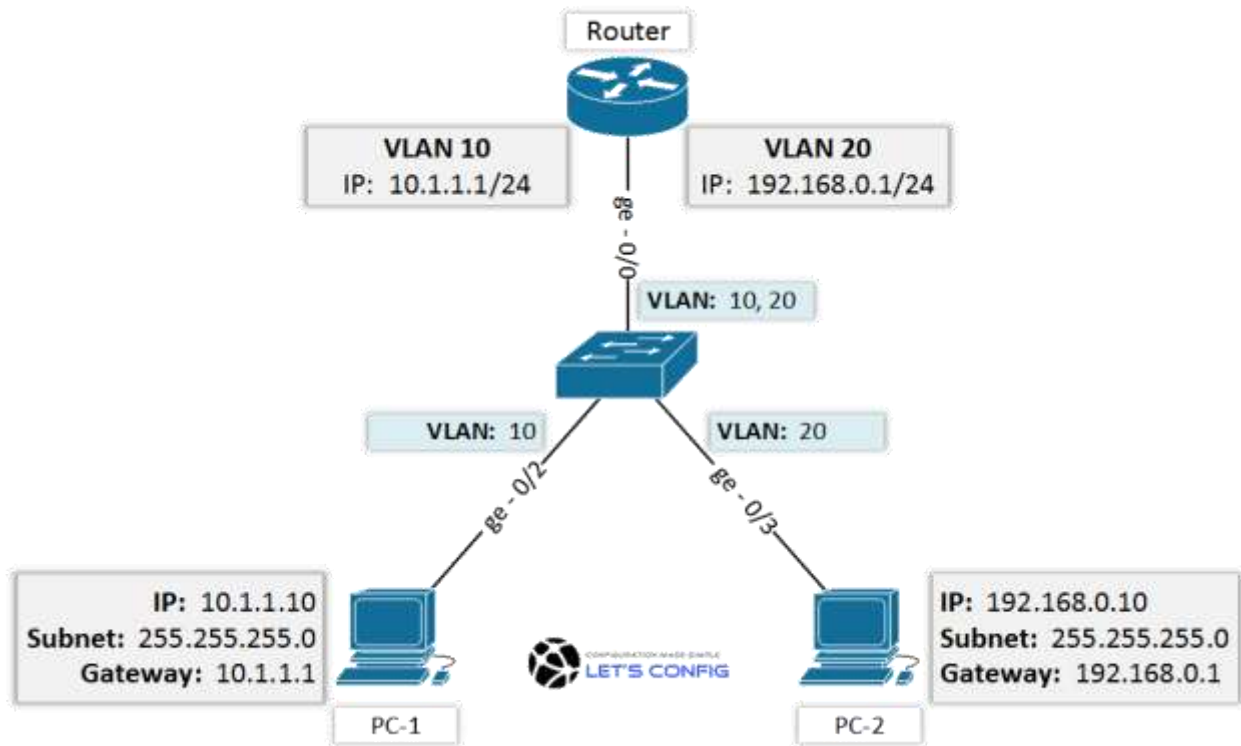 Router
VLAN 10
IP: 10.1.1.1/24
VLAN 20
IP: 192.168.0.1/24
ge - 0/0
VLAN: 10, 20
VLAN: 10
VLAN: 20
ge - 0/2
ge - 0/3
IP: 10.1.1.10
Subnet: 255.255.255.0
Gateway: 10.1.1.1
IP: 192.168.0.10
Subnet: 255.255.255.0
Gateway: 192.168.0.1
CONFIGURATION MADE SIMPLE
LET'S CONFIG
PC-1
PC-2